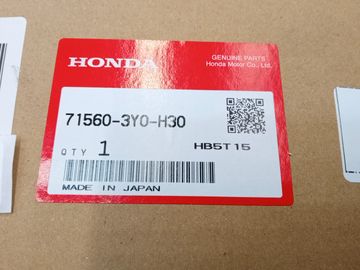 HONDA
GENUINE PARTS
Honda Motor Co., Ltd.
71560-3Y0-H30
QTY 1
HB5T15
MADE IN JAPAN